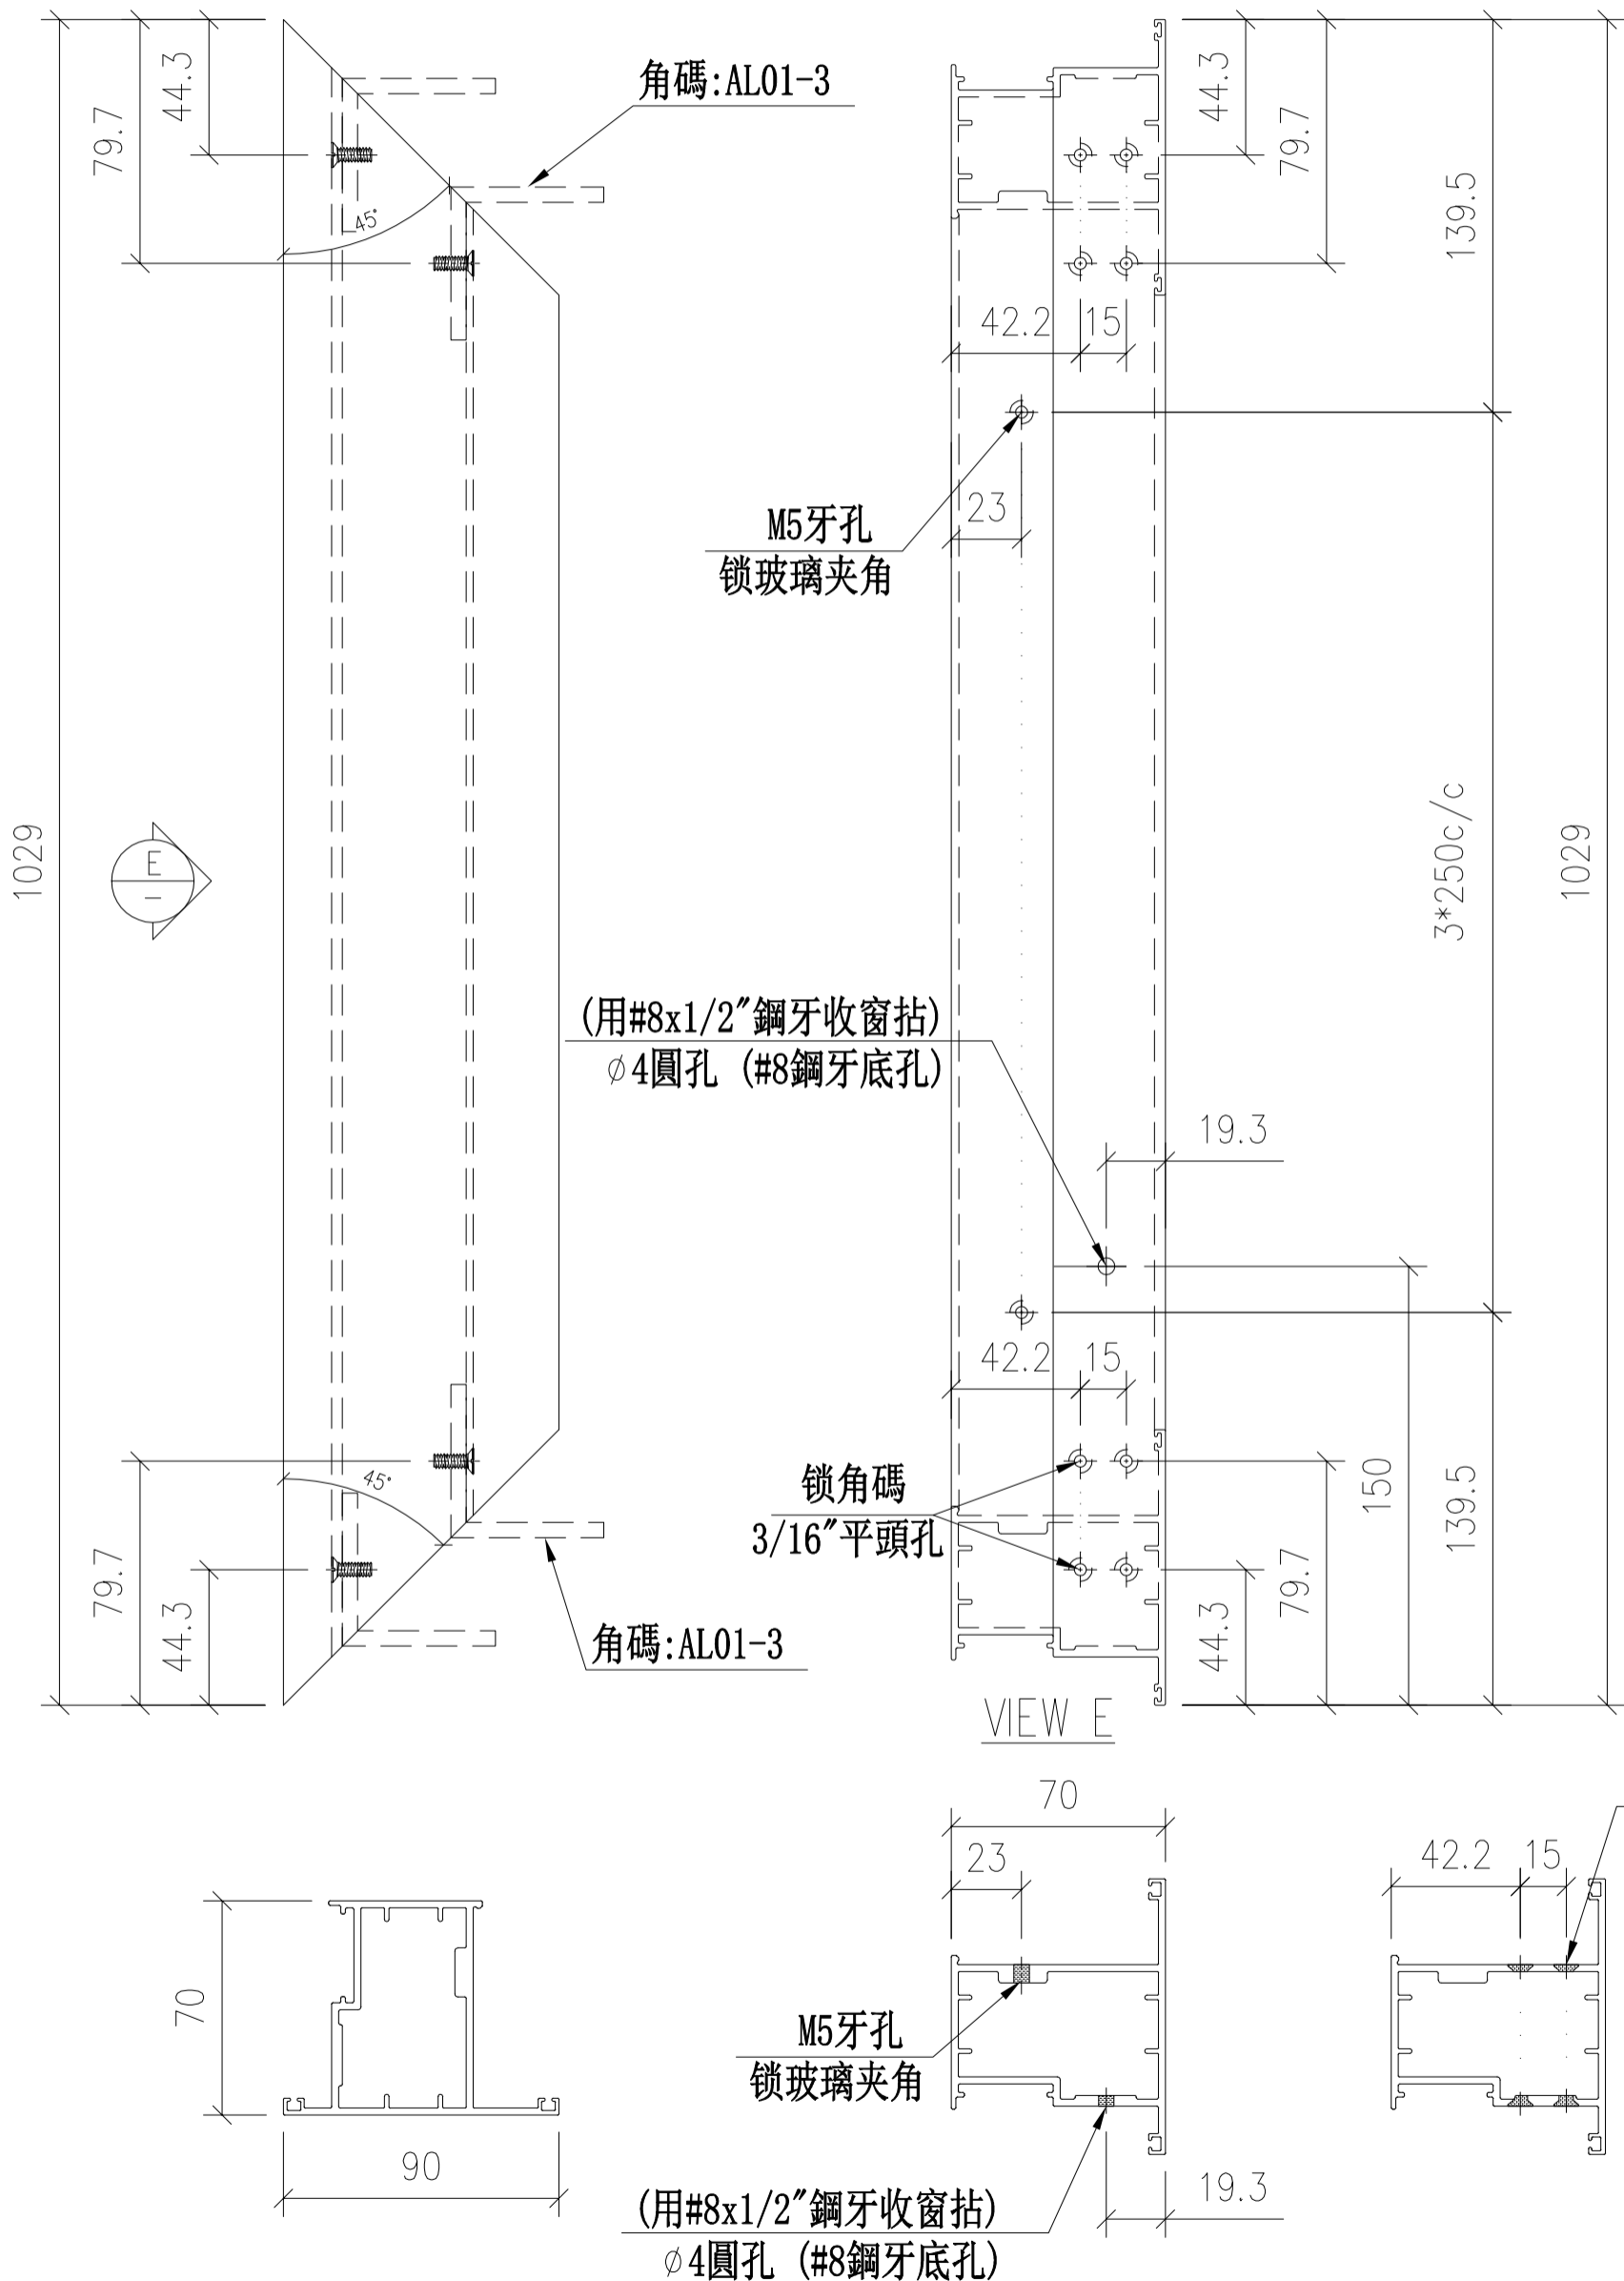 44.3
79.7
角碼:AL01-3
44.3
79.7
139.5
45°
42.2
15
M5牙孔
锁玻璃夹角
23
1029
E
3*250c/c
1029
(用#8x1/2"鋼牙收窗拈)
⌀4圓孔 (#8鋼牙底孔)
19.3
42.2
15
锁角碼
3/16"平頭孔
45°
79.7
44.3
角碼:AL01-3
150
139.5
79.7
44.3
VIEW E
70
23
42.2
15
70
90
M5牙孔
锁玻璃夹角
(用#8x1/2"鋼牙收窗拈)
⌀4圓孔 (#8鋼牙底孔)
19.3